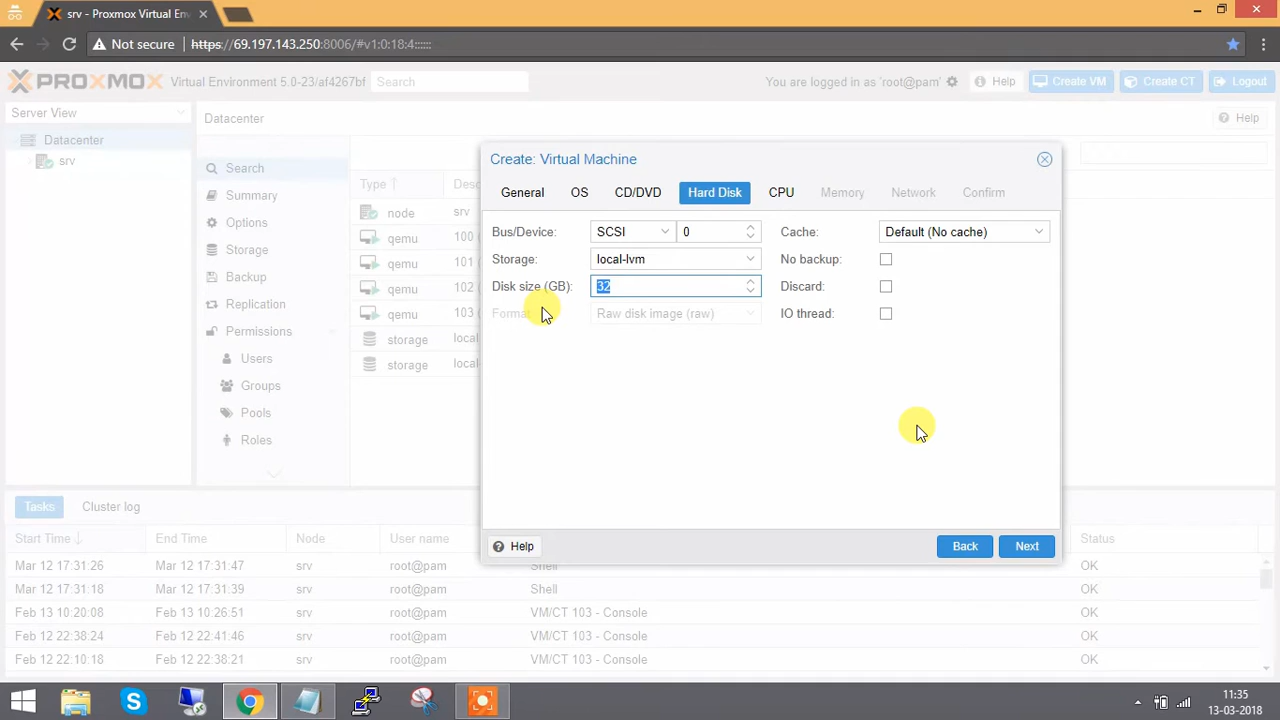 srv - Proxmox Virtual En
Not secure https://69.197.143.250:8006/#v1:0:18:4::::::
PROXMOX Virtual Environment 5.0-23/af4267bf Search You are logged in as 'root@pam' Help Create VM Create CT Logout
Server View
Datacenter
srv
Datacenter Help
Search
Summary
Options
Storage
Backup
Replication
Permissions
Users
Groups
Pools
Roles
Type Desc
node srv
qemu 100
qemu 101
qemu 102
qemu 103
storage local
storage local
Create: Virtual Machine
General OS CD/DVD Hard Disk CPU Memory Network Confirm
Bus/Device: SCSI 0 Cache: Default (No cache)
Storage: local-lvm No backup:
Disk size (GB): 32 Discard:
Format: Raw disk image (raw) IO thread:
Help Back Next
Tasks Cluster log
Start Time End Time Node User name Status
Mar 12 17:31:26 Mar 12 17:31:47 srv root@pam Shell OK
Mar 12 17:31:29 Mar 12 17:31:39 srv root@pam Shell OK
Feb 13 10:20:08 Feb 13 10:26:51 srv root@pam VM/CT 103 - Console OK
Feb 12 22:38:24 Feb 12 22:41:46 srv root@pam VM/CT 103 - Console OK
Feb 12 22:10:18 Feb 12 22:38:21 srv root@pam VM/CT 103 - Console OK
11:35
13-03-2018